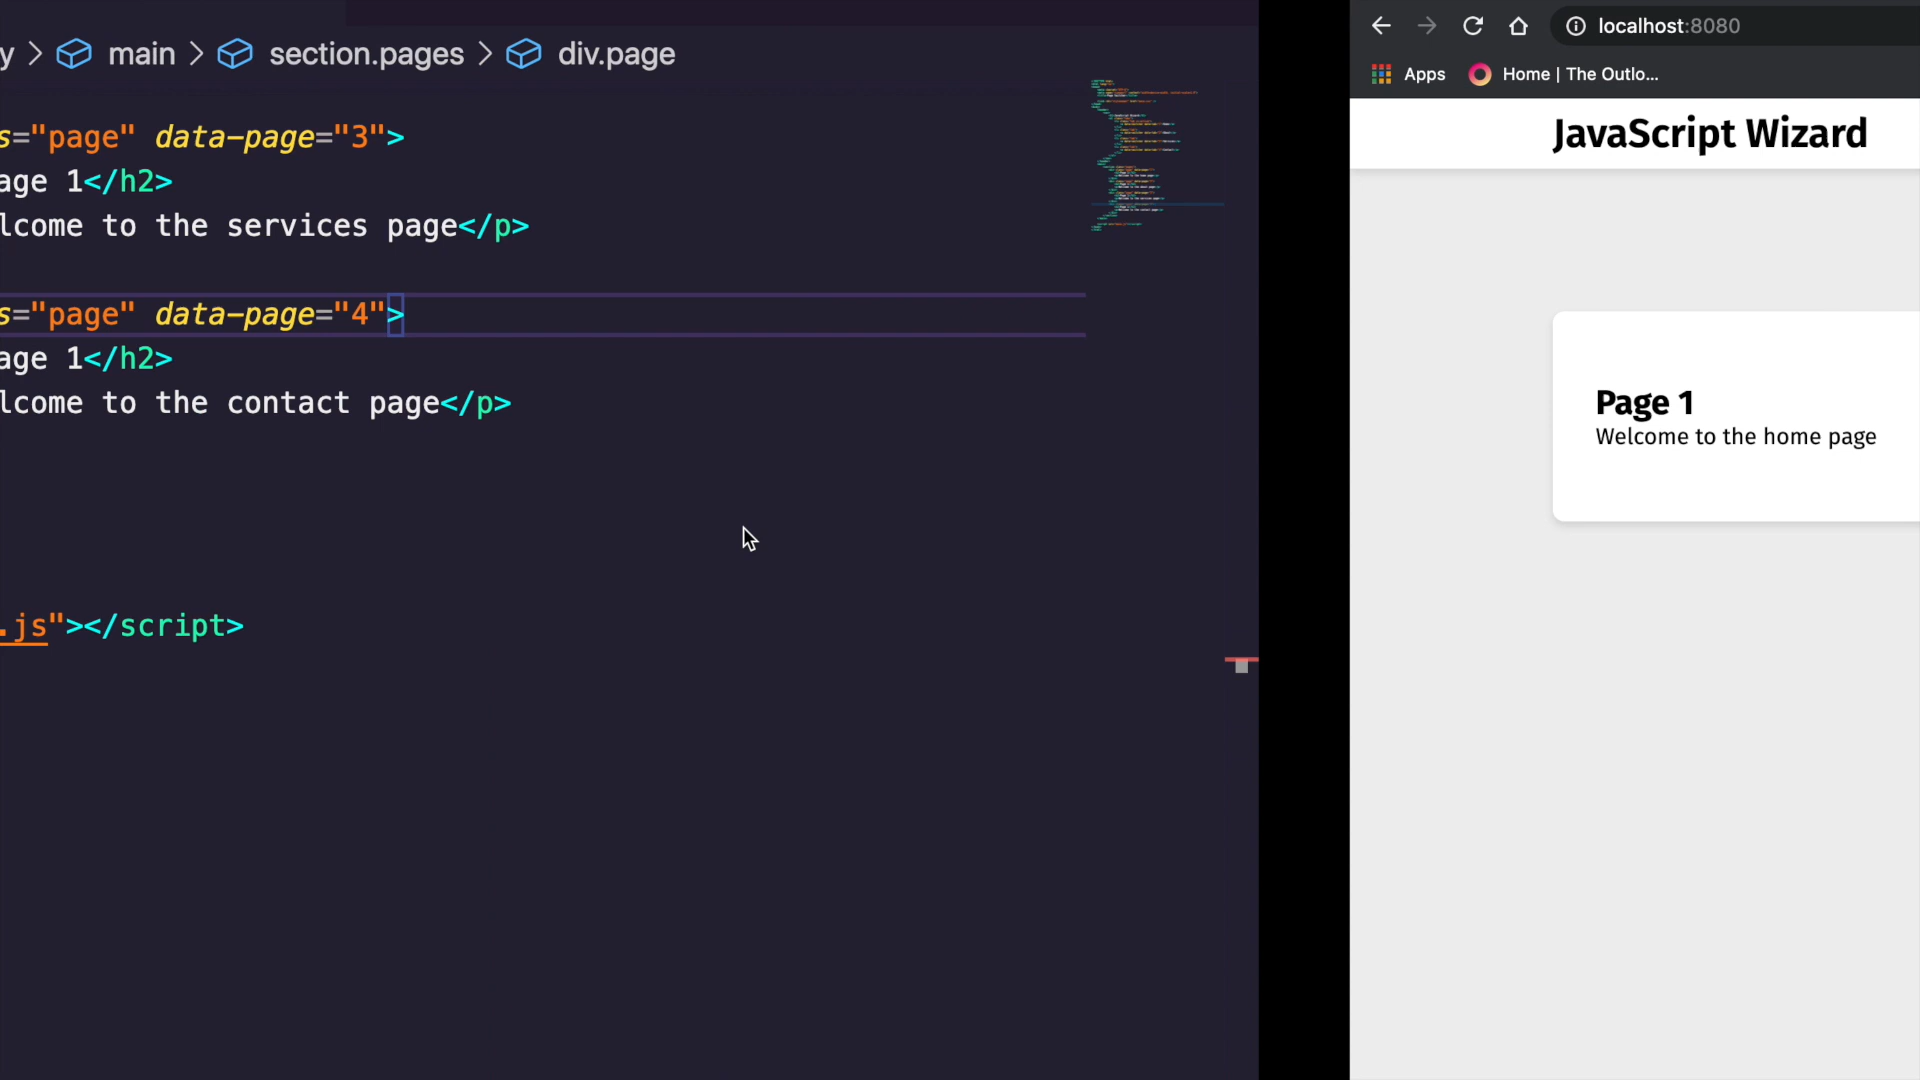 y > main > section.pages > div.page
s="page" data-page="3">
age 1</h2>
lcome to the services page</p>
s="page" data-page="4">
age 1</h2>
lcome to the contact page</p>
.js"></script>
localhost:8080
Apps
Home | The Outlo...
JavaScript Wizard
Page 1
Welcome to the home page